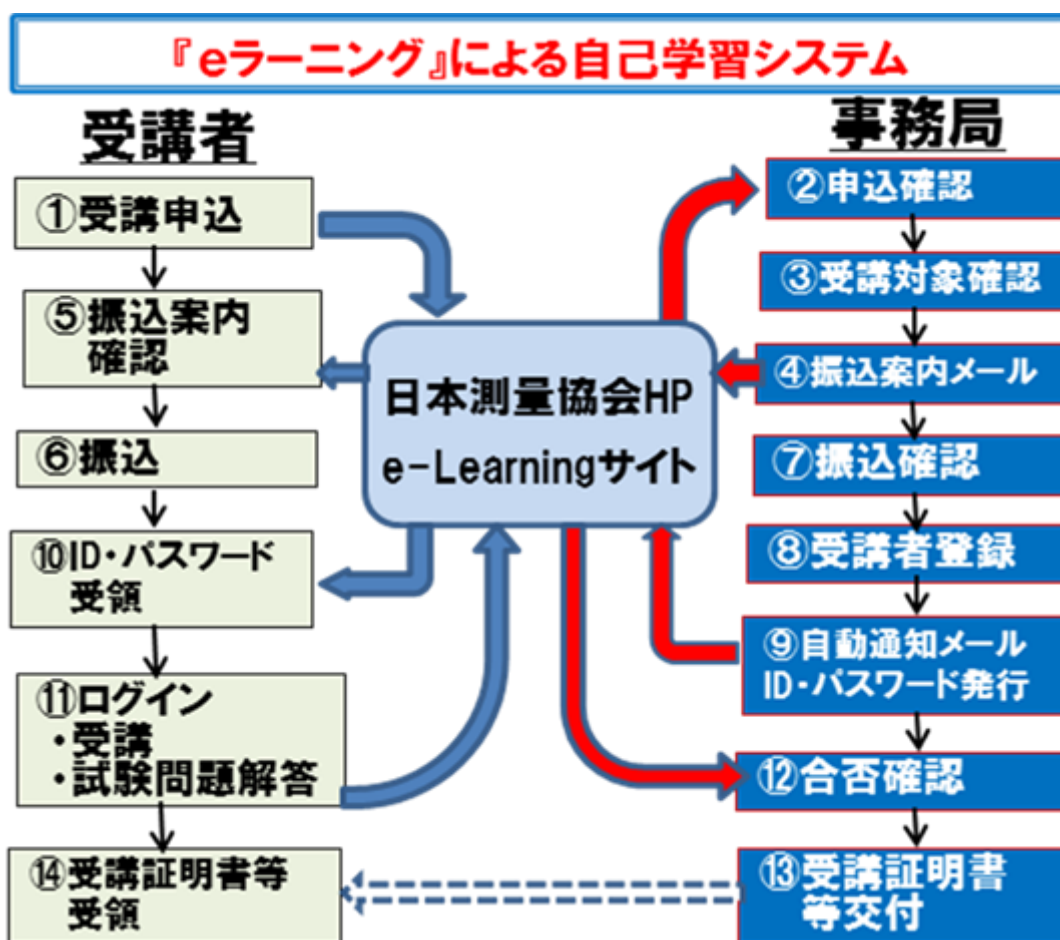 『eラーニング』による自己学習システム
受講者
事務局
①受講申込
⑤振込案内
確認
⑥振込
⑩ID・パスワード
受領
⑪ログイン
・受講
・試験問題解答
⑭受講証明書等
受領
日本測量協会HP
e-Learningサイト
②申込確認
③受講対象確認
④振込案内メール
⑦振込確認
⑧受講者登録
⑨自動通知メール
ID・パスワード発行
⑫合否確認
⑬受講証明書
等交付